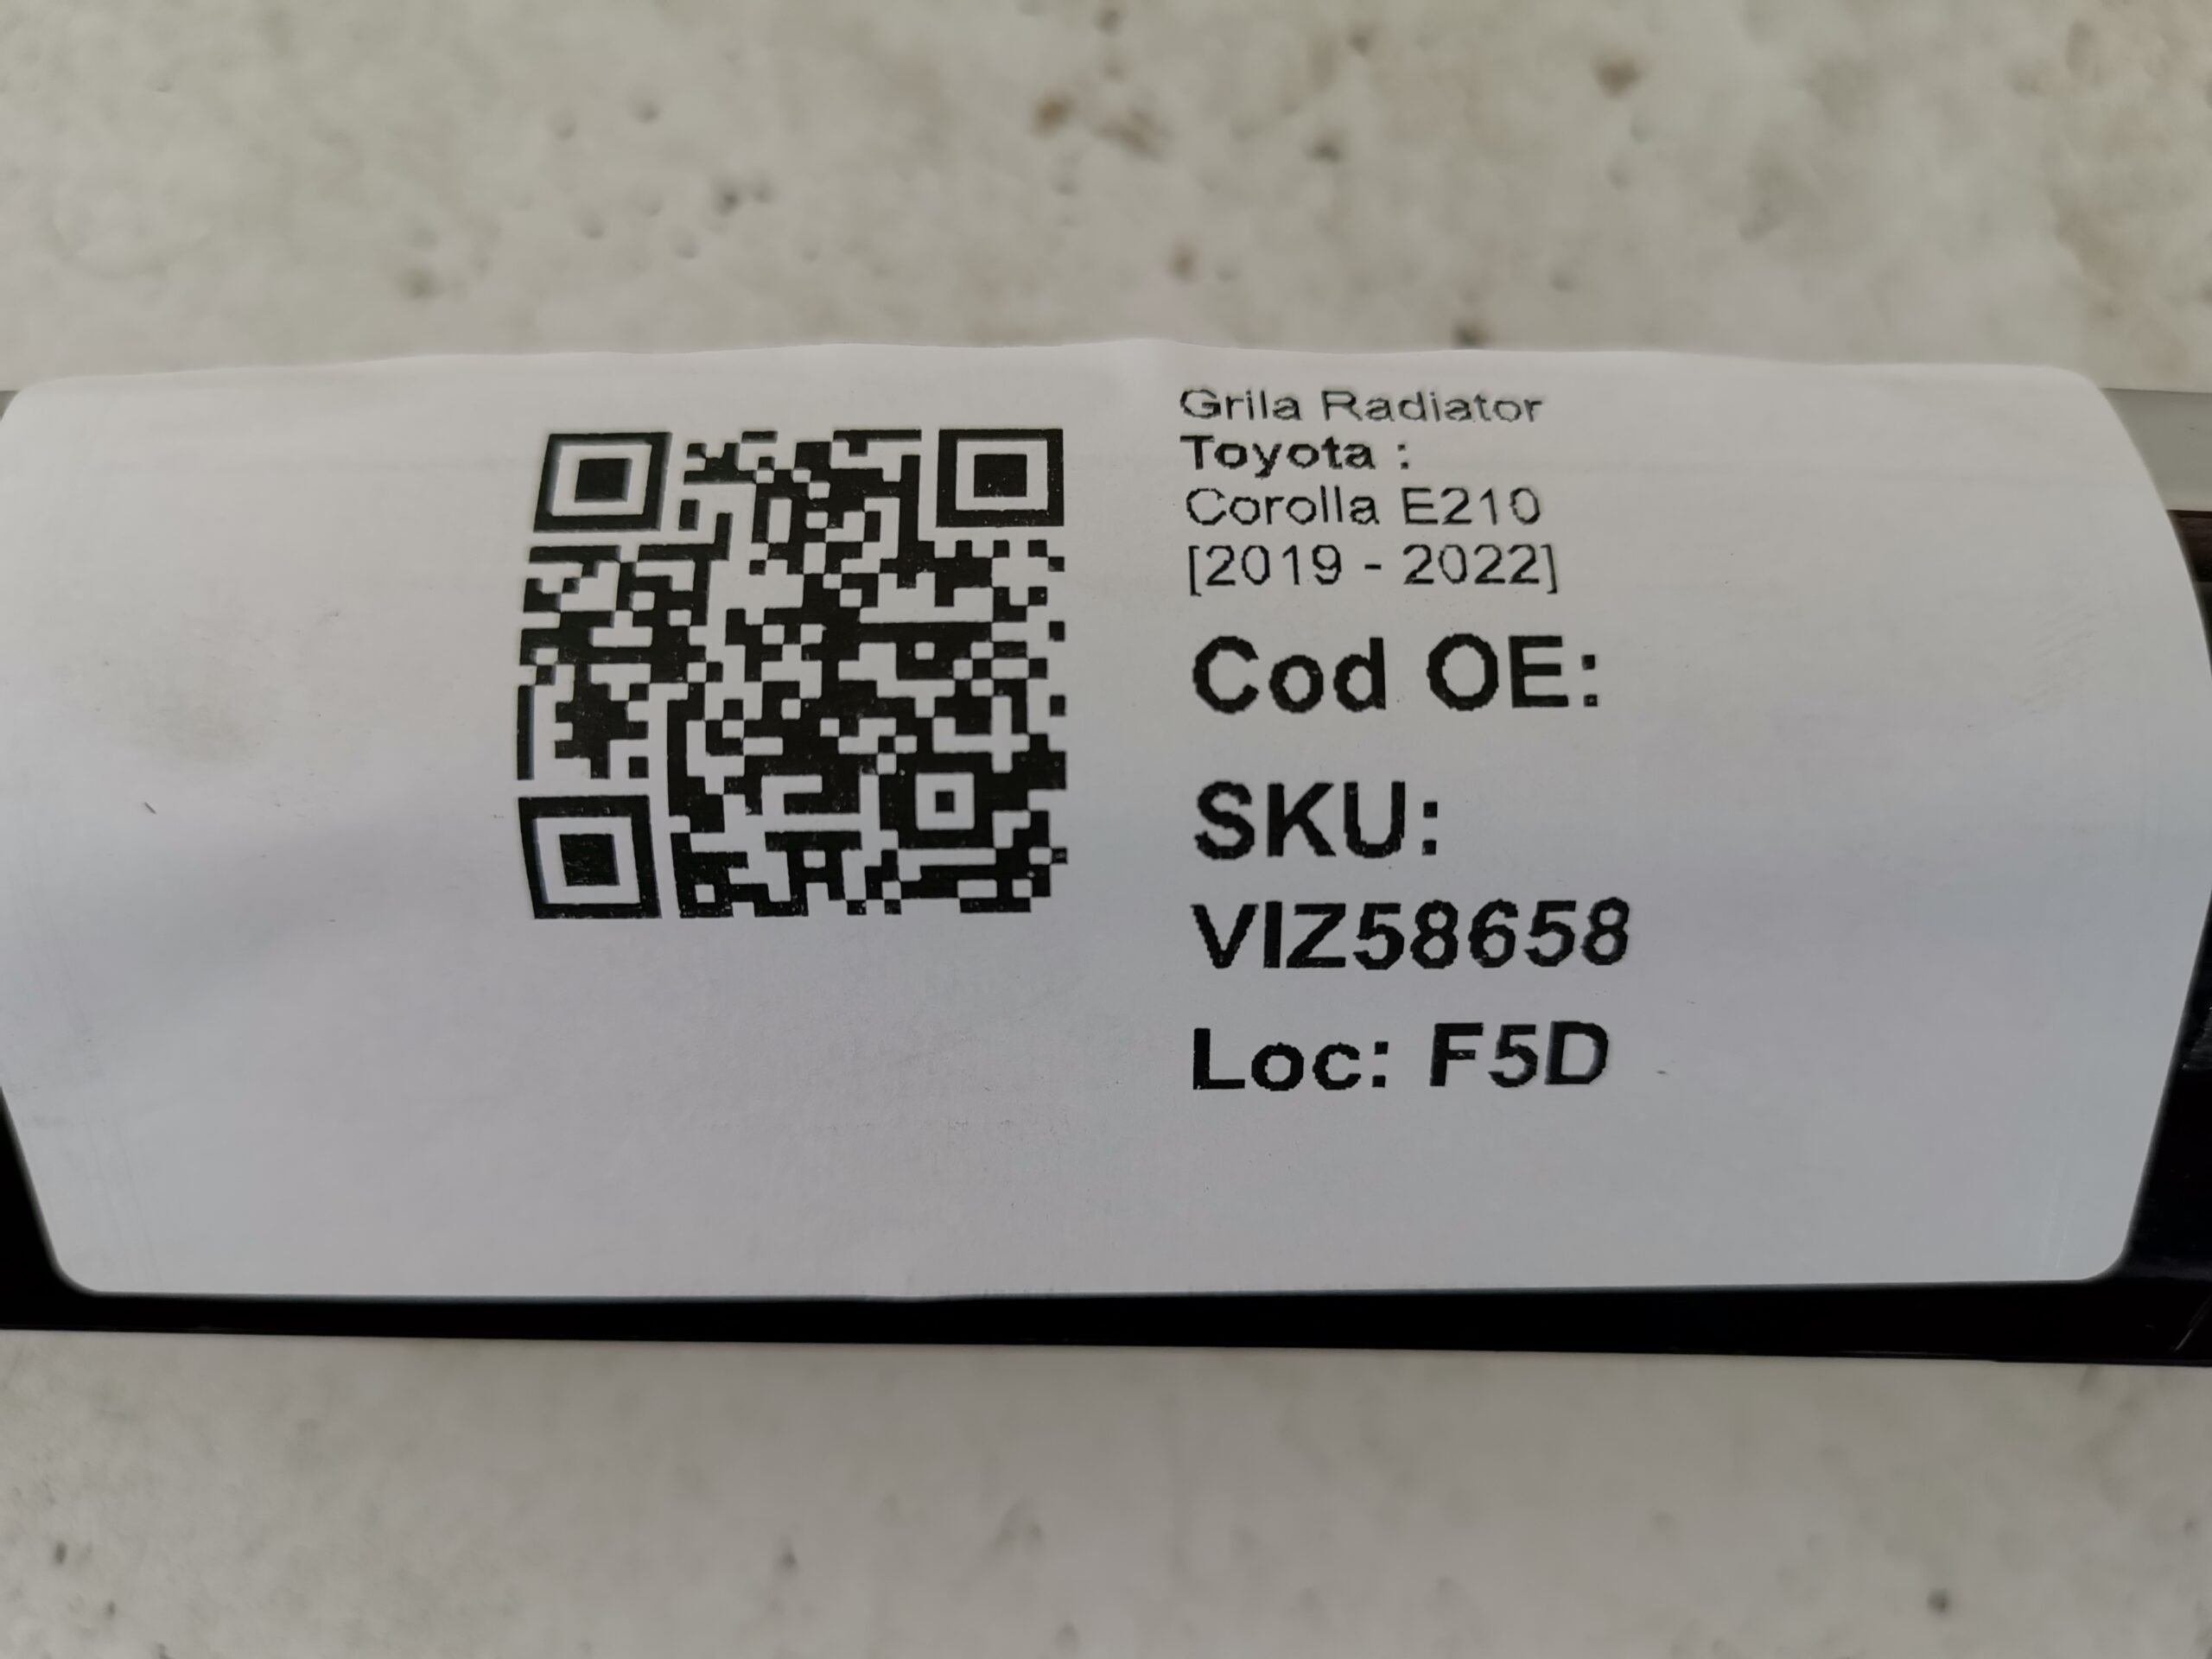 Grila Radiator
Toyota :
Corolla E210
[2019 - 2022]
Cod OE:
SKU:
VIZ58658
Loc: F5D